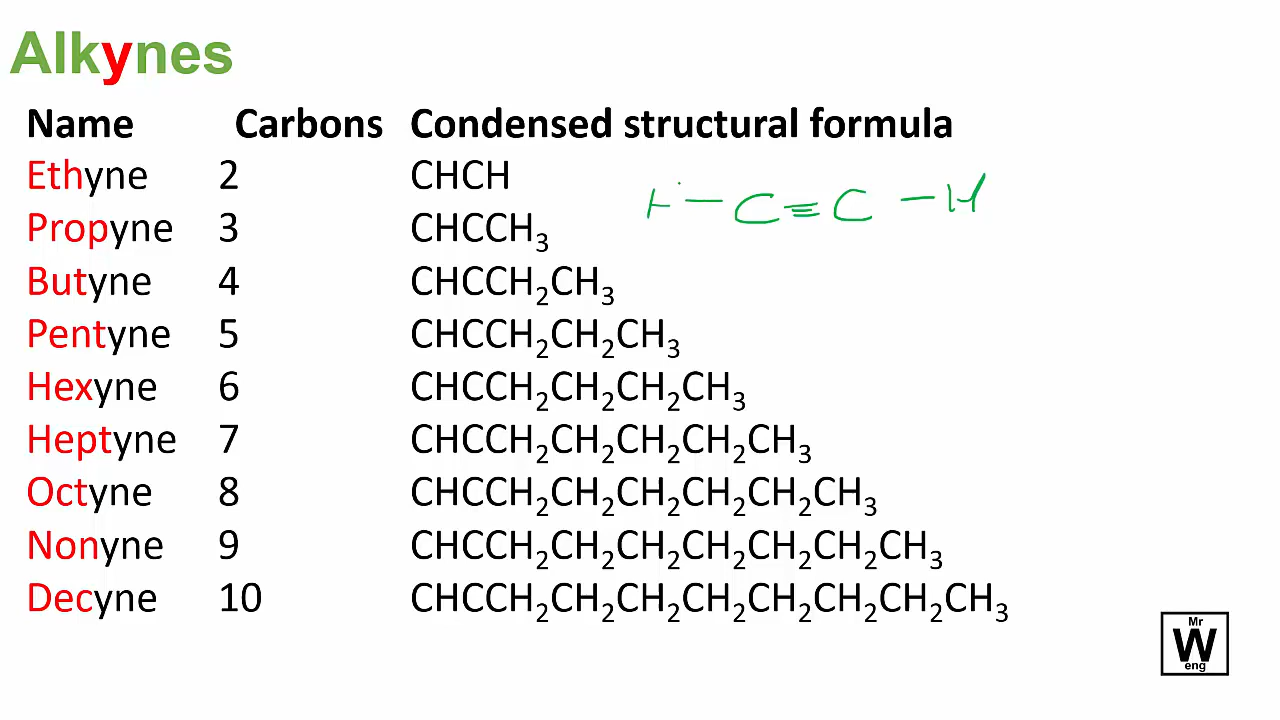 Alkynes
Name Carbons Condensed structural formula
Ethyne 2 CHCH
H — C ≡ C — H
Propyne 3 CHCCH₃
Butyne 4 CHCCH₂CH₃
Pentyne 5 CHCCH₂CH₂CH₃
Hexyne 6 CHCCH₂CH₂CH₂CH₃
Heptyne 7 CHCCH₂CH₂CH₂CH₂CH₃
Octyne 8 CHCCH₂CH₂CH₂CH₂CH₂CH₃
Nonyne 9 CHCCH₂CH₂CH₂CH₂CH₂CH₂CH₃
Decyne 10 CHCCH₂CH₂CH₂CH₂CH₂CH₂CH₂CH₃
Mr
W
eng